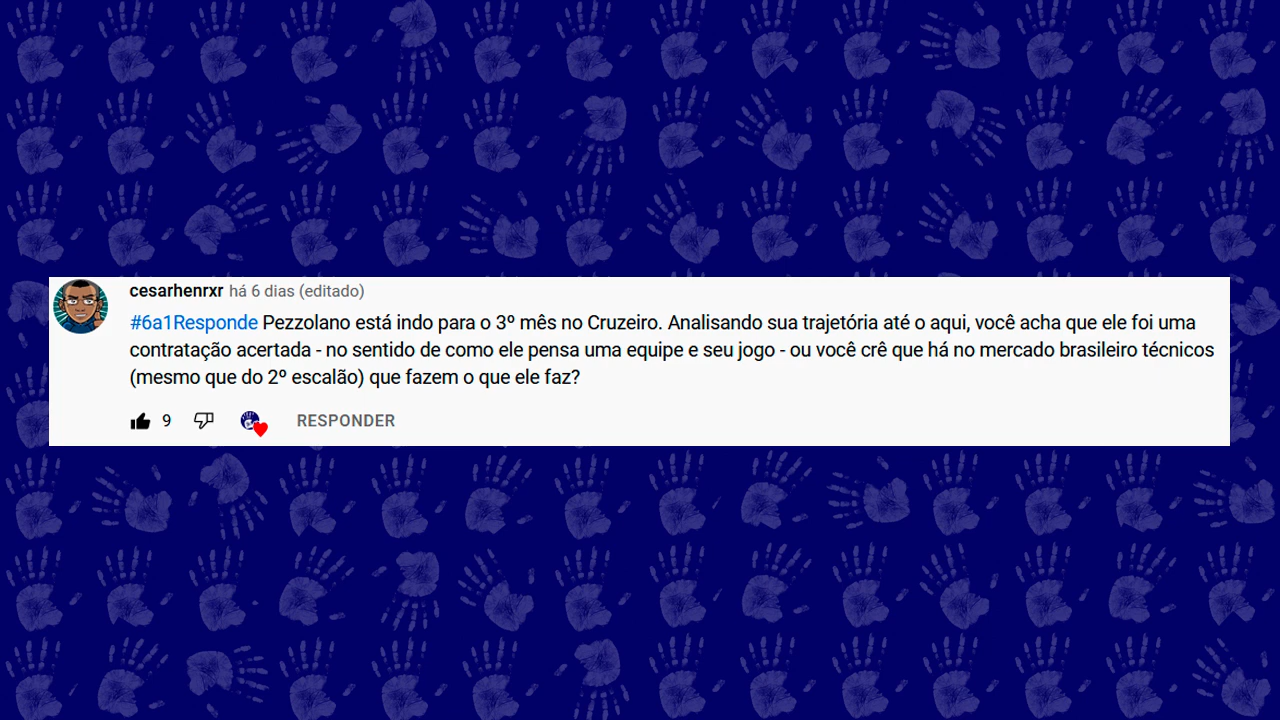 cesarhenrxr há 6 dias (editado)
#6a1Responde Pezzolano está indo para o 3º mês no Cruzeiro. Analisando sua trajetória até o aqui, você acha que ele foi uma
contratação acertada - no sentido de como ele pensa uma equipe e seu jogo - ou você crê que há no mercado brasileiro técnicos
(mesmo que do 2º escalão) que fazem o que ele faz?
9 RESPONDER